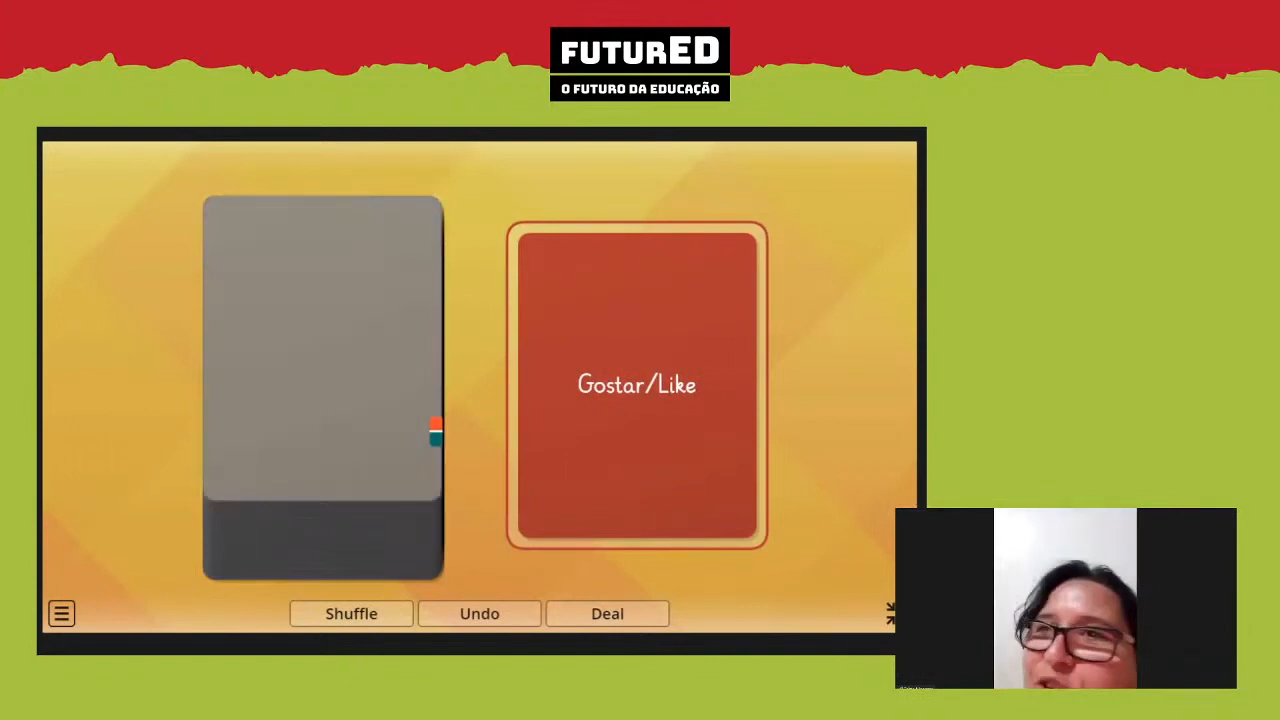 FUTURED
O FUTURO DA EDUCAÇÃO
Gostar/Like
Shuffle
Undo
Deal